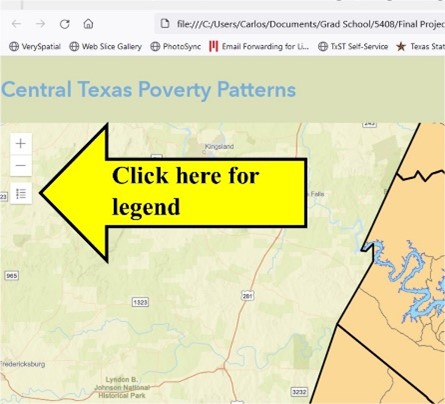 file:///C:/Users/Carlos/Documents/Grad School/5408/Final Projec
VerySpatial Web Slice Gallery PhotoSync Email Forwarding for Li... TxST Self-Service Texas Stat
Central Texas Poverty Patterns
243
Kingsland
Click here for
legend
Falls
23
965
281
1323
Fredericksburg
Lyndon B.
Johnson National
Historical Park
3232